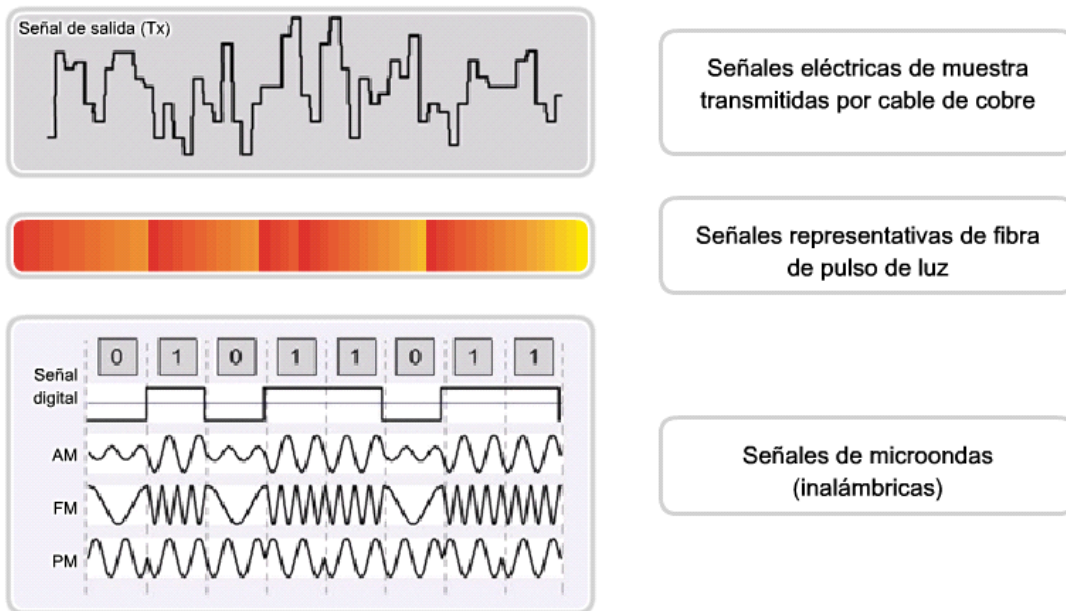 Señal de salida (Tx)
Señales eléctricas de muestra
transmitidas por cable de cobre
Señales representativas de fibra
de pulso de luz
0 1 0 1 1 0 1 1
Señal
digital
AM
FM
PM
Señales de microondas
(inalámbricas)